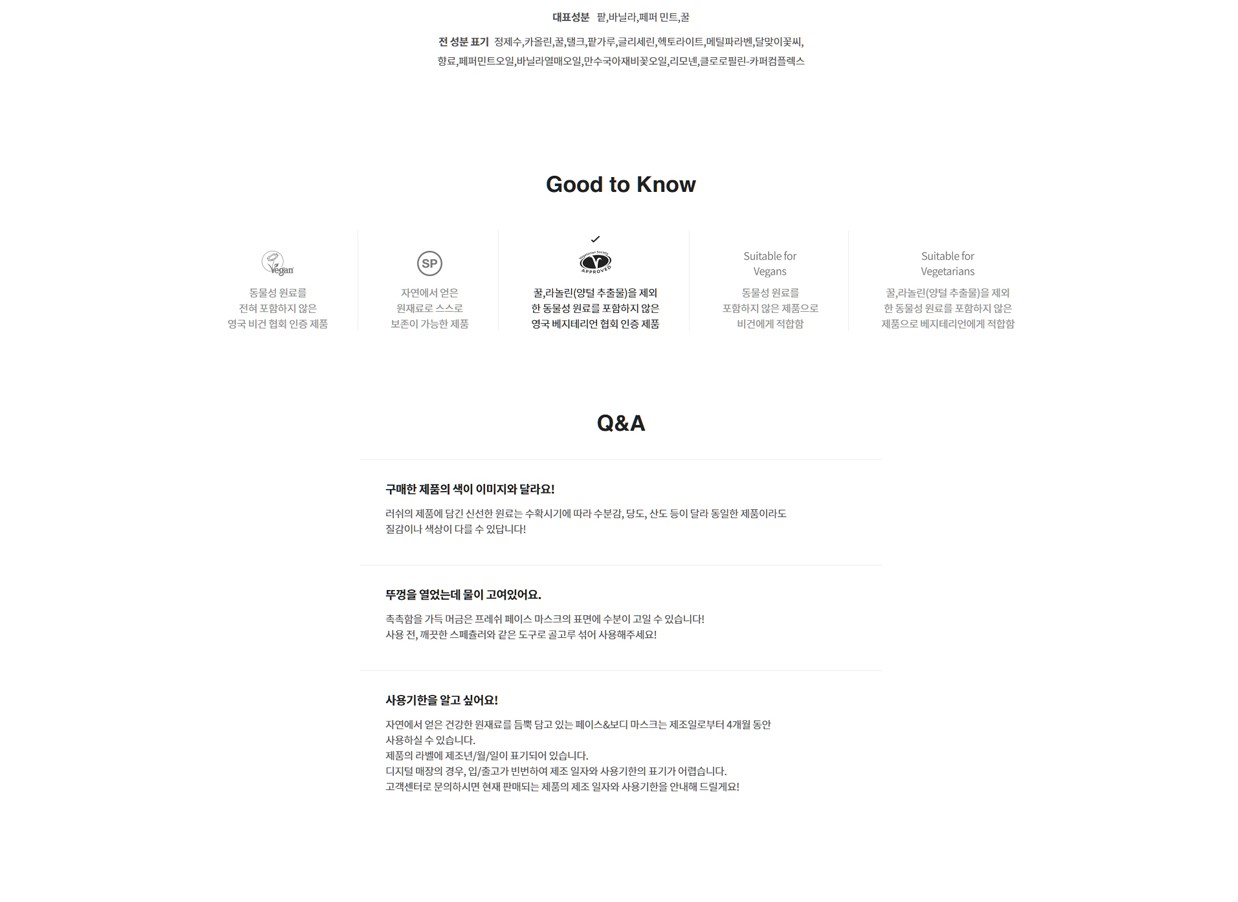 대표성분 팥,바닐라,페퍼 민트,꿀
전 성분 표기 정제수,카올린,꿀,탤크,팥가루,글리세린,헥토라이트,메틸파라벤,달맞이꽃씨,
향료,페퍼민트오일,바닐라열매오일,만수국아재비꽃오일,리모넨,클로로필린-카퍼컴플렉스
Good to Know
Vegan
동물성 원료를
전혀 포함하지 않은
영국 비건 협회 인증 제품
SP
자연에서 얻은
원재료로 스스로
보존이 가능한 제품
APPROVED
꿀,라놀린(양털 추출물)을 제외
한 동물성 원료를 포함하지 않은
영국 베지테리언 협회 인증 제품
Suitable for
Vegans
동물성 원료를
포함하지 않은 제품으로
비건에게 적합함
Suitable for
Vegetarians
꿀,라놀린(양털 추출물)을 제외
한 동물성 원료를 포함하지 않은
제품으로 베지테리언에게 적합함
Q&A
구매한 제품의 색이 이미지와 달라요!
러쉬의 제품에 담긴 신선한 원료는 수확시기에 따라 수분감, 당도, 산도 등이 달라 동일한 제품이라도
질감이나 색상이 다를 수 있답니다!
뚜껑을 열었는데 물이 고여있어요.
촉촉함을 가득 머금은 프레쉬 페이스 마스크의 표면에 수분이 고일 수 있습니다!
사용 전, 깨끗한 스페츌러와 같은 도구로 골고루 섞어 사용해주세요!
사용기한을 알고 싶어요!
자연에서 얻은 건강한 원재료를 듬뿍 담고 있는 페이스&보디 마스크는 제조일로부터 4개월 동안
사용하실 수 있습니다.
제품의 라벨에 제조년/월/일이 표기되어 있습니다.
디지털 매장의 경우, 입/출고가 빈번하여 제조 일자와 사용기한의 표기가 어렵습니다.
고객센터로 문의하시면 현재 판매되는 제품의 제조 일자와 사용기한을 안내해 드릴게요!